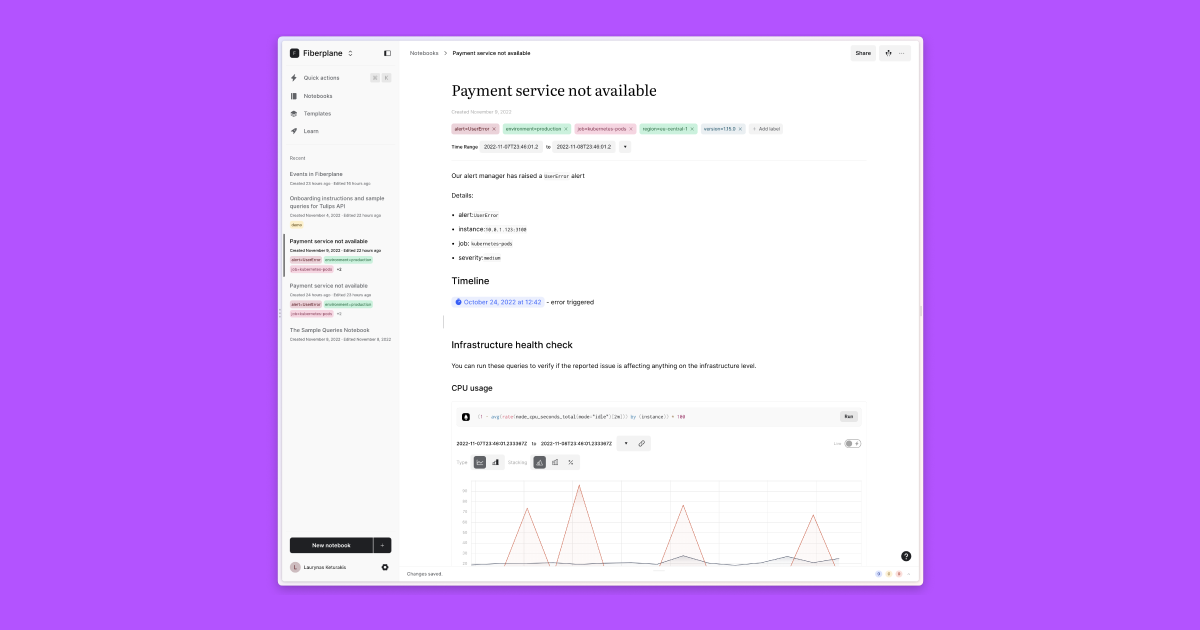 Fiberplane
Quick actions ⌘ K
Notebooks
Templates
Learn
Recent
Events in Fiberplane
Created 23 hours ago · Edited 16 hours ago
Onboarding instructions and sample
queries for Tulips API
Created November 4, 2022 · Edited 22 hours ago
demo
Payment service not available
Created November 9, 2022 · Edited 22 hours ago
alert=UserError environment=production
job=kubernetes-pods +2
Payment service not available
Created 24 hours ago · Edited 23 hours ago
alert=UserError environment=production
job=kubernetes-pods +2
The Sample Queries Notebook
Created November 8, 2022 · Edited November 8, 2022
New notebook +
L Laurynas Keturakis
Notebooks > Payment service not available
Share
Payment service not available
Created November 9, 2022
alert=UserError × environment=production × job=kubernetes-pods × region=us-central-1 × version=1.15.0 × + Add label
Time Range 2022-11-07T23:46:01.2 to 2022-11-08T23:46:01.2
Our alert manager has raised a UserError alert
Details:
• alert:UserError
• instance:10.0.1.123:3100
• job: kubernetes-pods
• severity:medium
Timeline
October 24, 2022 at 12:42 - error triggered
Infrastructure health check
You can run these queries to verify if the reported issue is affecting anything on the infrastructure level.
CPU usage
(1 - avg(rate(node_cpu_seconds_total{mode="idle"}[2m])) by (instance)) * 100
Run
2022-11-07T23:46:01.233367Z to 2022-11-08T23:46:01.233367Z
Live
Type Stacking %
90
80
70
60
50
40
30
20
Changes saved.
?